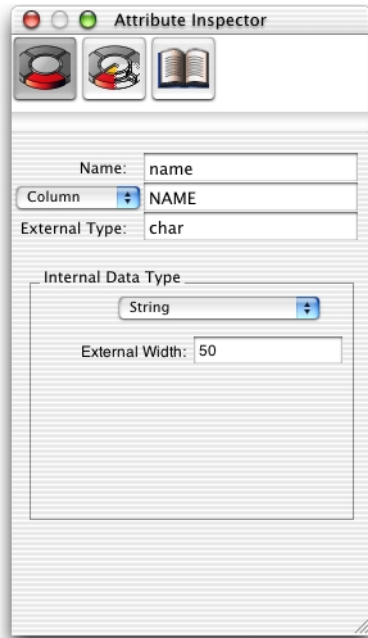 Attribute Inspector
Name: name
Column NAME
External Type: char
Internal Data Type
String
External Width: 50